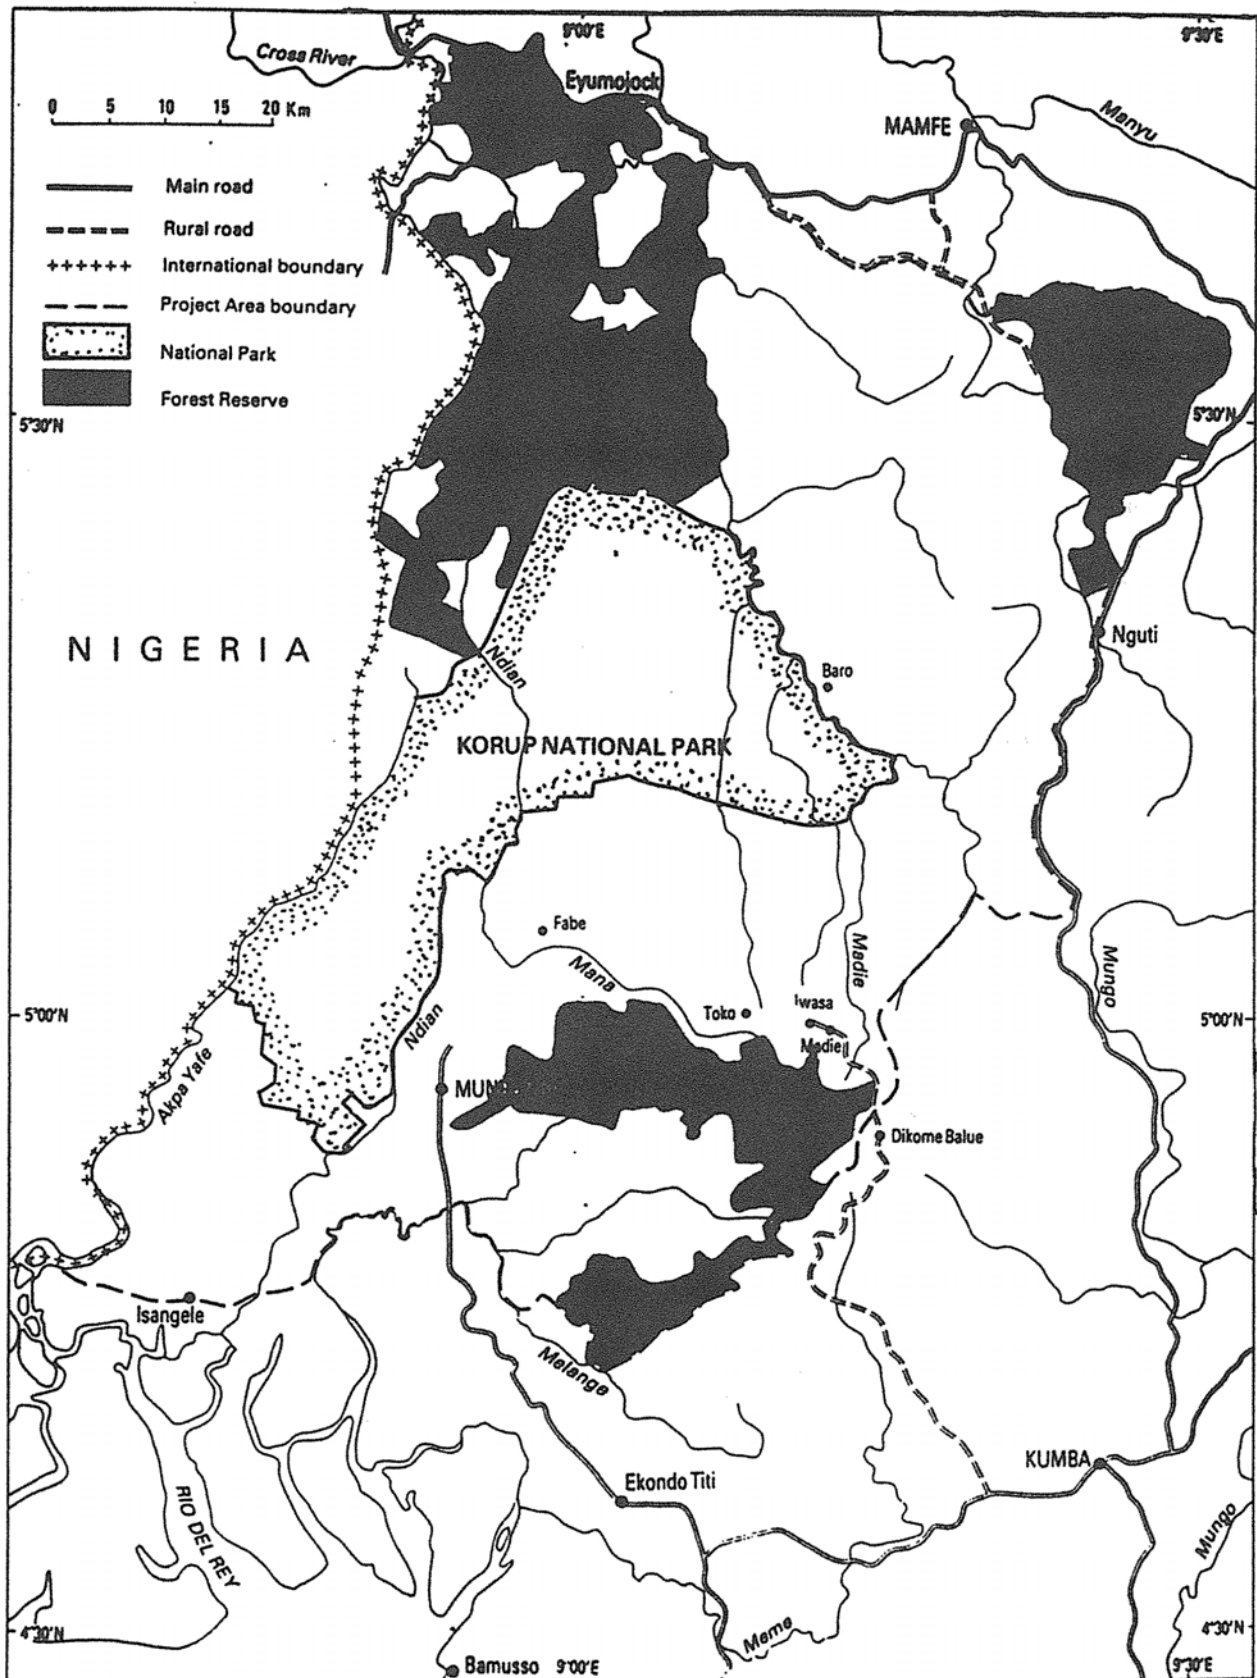 9°00'E
9°30'E
Cross River
Eyumojock
0 5 10 15 20 Km
MAMFE
Manyu
Main road
Rural road
International boundary
Project Area boundary
National Park
Forest Reserve
5°30'N
5°30'N
NIGERIA
Nguti
Ndian
Baro
KORUP NATIONAL PARK
Fabe
Mana
Madie
Mungo
Toko
Iwasa
5°00'N
5°00'N
Madie
Ndian
Akpa Yafe
MUN
Dikome Balue
Isangele
Melange
KUMBA
Ekondo Titi
RIO DEL REY
Mungo
Meme
4°30'N
4°30'N
Bamusso
9°00'E
9°30'E